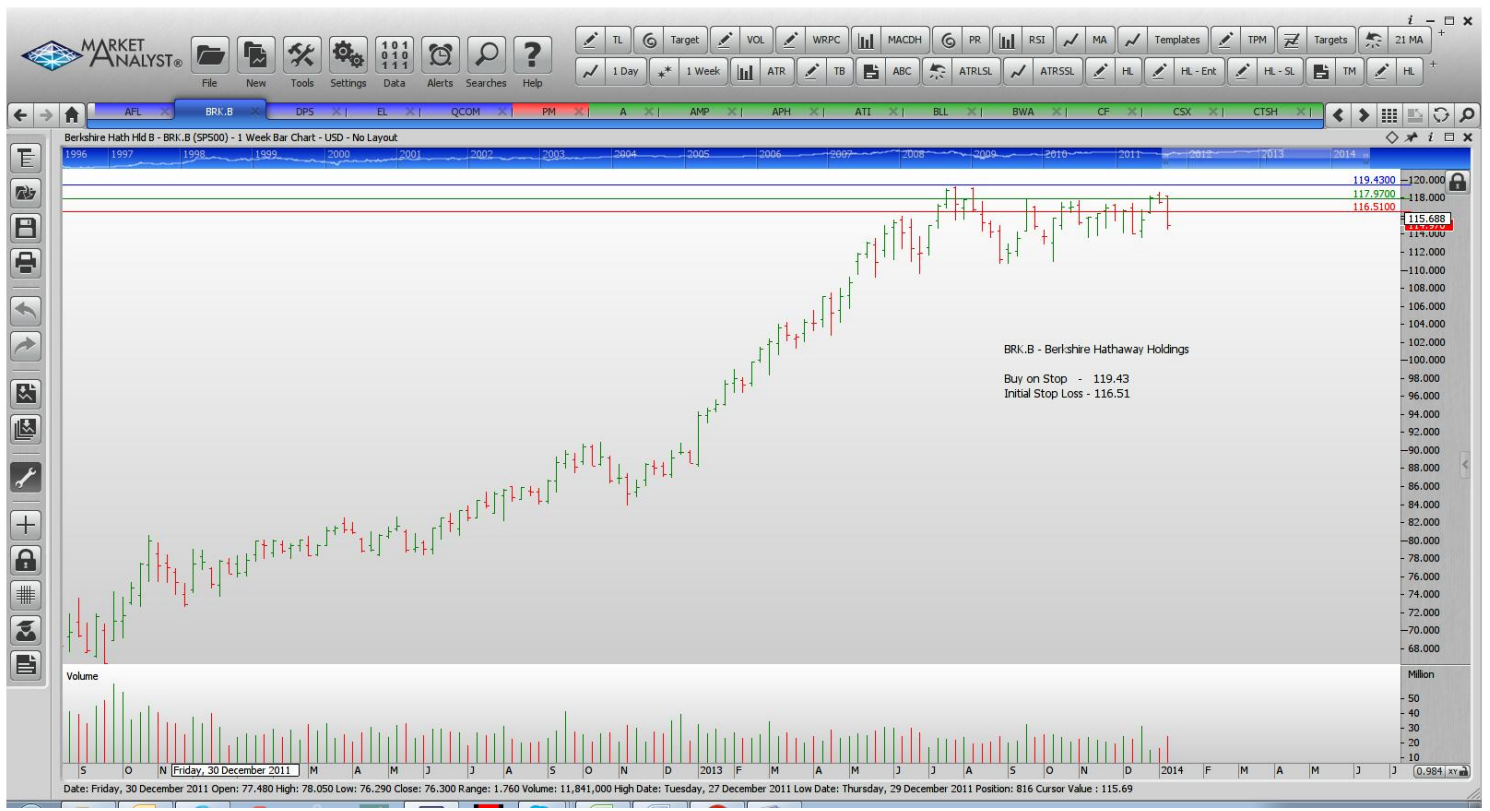 MARKET
ANALYST®
File New Tools Settings Data Alerts Searches Help
TL Target VOL WRPC MACDH PR RSI MA Templates TPM Targets 21 MA
1 Day 1 Week ATR TB ABC ATRLSL ATRSSL HL HL - Ent HL - SL TM HL
AFL BRK.B DPS EL QCOM PM A AMP APH ATI BLL BWA CF CSX CTSH
Berkshire Hath Hld B - BRK.B (SP500) - 1 Week Bar Chart - USD - No Layout
1996 1997 1998 1999 2000 2001 2002 2003 2004 2005 2006 2007 2008 2009 2010 2011 2012 2013 2014
119.4300
120.000
117.9700
118.000
116.5100
115.688
114.970
114.000
112.000
110.000
108.000
106.000
104.000
102.000
100.000
98.000
96.000
94.000
92.000
90.000
88.000
86.000
84.000
82.000
80.000
78.000
76.000
74.000
72.000
70.000
68.000
BRK.B - Berkshire Hathaway Holdings
Buy on Stop - 119.43
Initial Stop Loss - 116.51
Volume
Million
50
40
30
20
10
S O N Friday, 30 December 2011 M A M J J A S O N D 2013 F M A M J J A S O N D 2014 F M A M J J 0.984 XY
Date: Friday, 30 December 2011 Open: 77.480 High: 78.050 Low: 76.290 Close: 76.300 Range: 1.760 Volume: 11,841,000 High Date: Tuesday, 27 December 2011 Low Date: Thursday, 29 December 2011 Position: 816 Cursor Value : 115.69